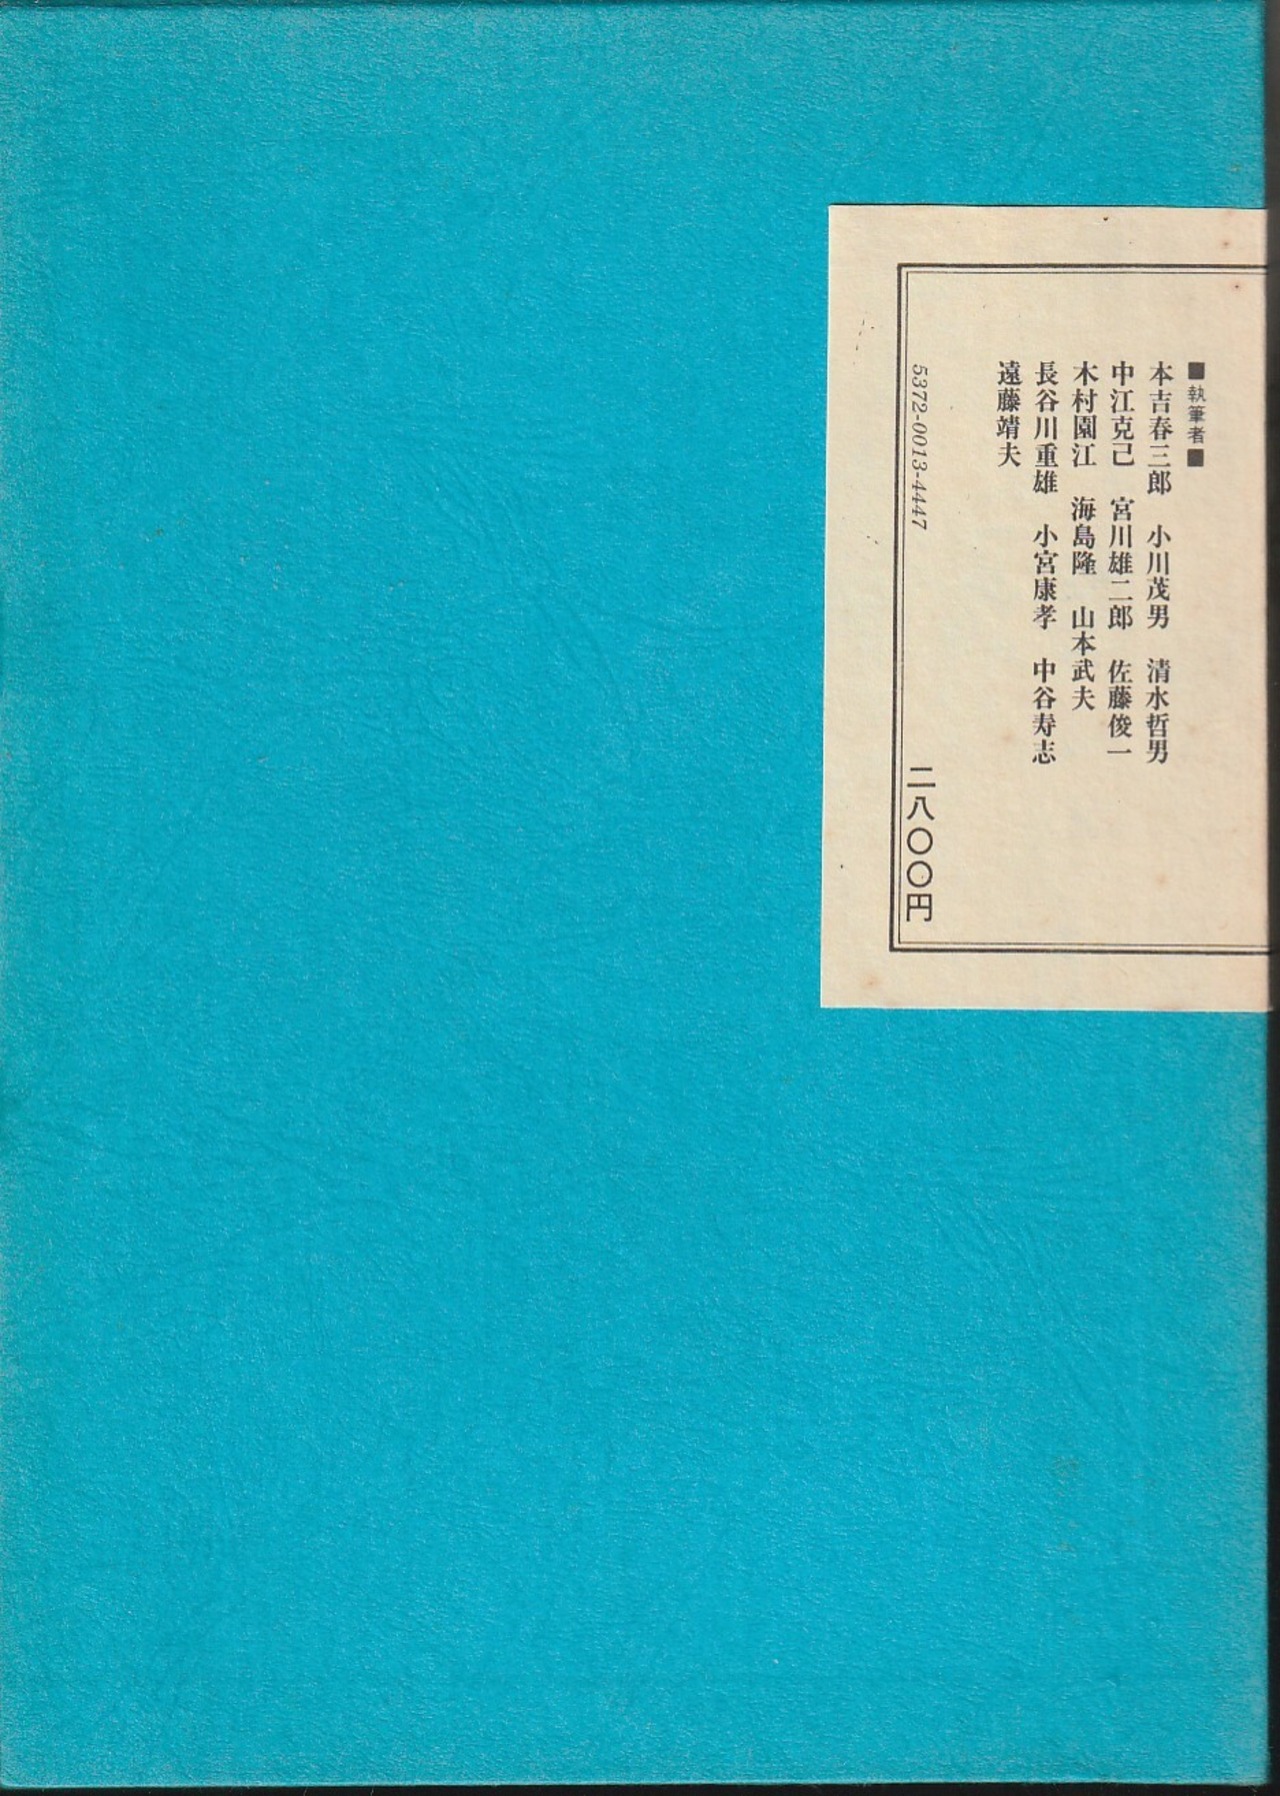 ■執筆者■
本吉春三郎　小川茂男　清水哲男
中江克己　宮川雄二郎　佐藤俊一
木村園江　海島隆　山本武夫
長谷川重雄　小宮康孝　中谷寿志
遠藤靖夫
5372-0013-4447
二八〇〇円